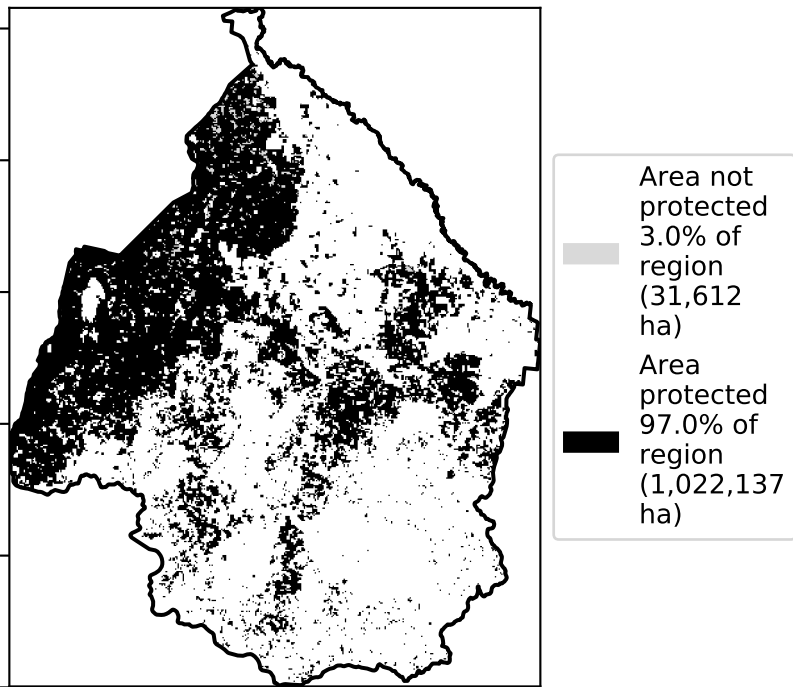 Area not
protected
3.0% of
region
(31,612
ha)
Area
protected
97.0% of
region
(1,022,137
ha)